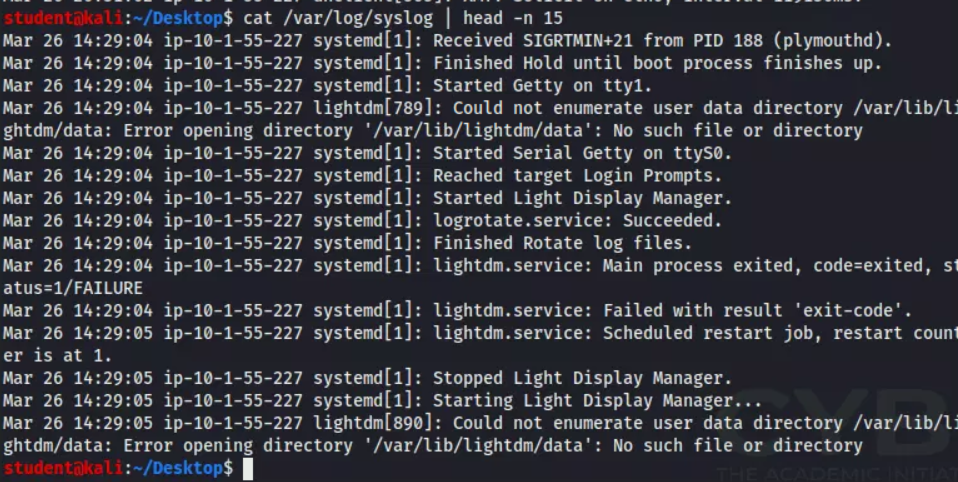 student@kali:~/Desktop$ cat /var/log/syslog | head -n 15
Mar 26 14:29:04 ip-10-1-55-227 systemd[1]: Received SIGRTMIN+21 from PID 188 (plymouthd).
Mar 26 14:29:04 ip-10-1-55-227 systemd[1]: Finished Hold until boot process finishes up.
Mar 26 14:29:04 ip-10-1-55-227 systemd[1]: Started Getty on tty1.
Mar 26 14:29:04 ip-10-1-55-227 lightdm[789]: Could not enumerate user data directory /var/lib/li
ghtdm/data: Error opening directory '/var/lib/lightdm/data': No such file or directory
Mar 26 14:29:04 ip-10-1-55-227 systemd[1]: Started Serial Getty on ttyS0.
Mar 26 14:29:04 ip-10-1-55-227 systemd[1]: Reached target Login Prompts.
Mar 26 14:29:04 ip-10-1-55-227 systemd[1]: Started Light Display Manager.
Mar 26 14:29:04 ip-10-1-55-227 systemd[1]: logrotate.service: Succeeded.
Mar 26 14:29:04 ip-10-1-55-227 systemd[1]: Finished Rotate log files.
Mar 26 14:29:04 ip-10-1-55-227 systemd[1]: lightdm.service: Main process exited, code=exited, st
atus=1/FAILURE
Mar 26 14:29:04 ip-10-1-55-227 systemd[1]: lightdm.service: Failed with result 'exit-code'.
Mar 26 14:29:05 ip-10-1-55-227 systemd[1]: lightdm.service: Scheduled restart job, restart count
er is at 1.
Mar 26 14:29:05 ip-10-1-55-227 systemd[1]: Stopped Light Display Manager.
Mar 26 14:29:05 ip-10-1-55-227 systemd[1]: Starting Light Display Manager...
Mar 26 14:29:05 ip-10-1-55-227 lightdm[890]: Could not enumerate user data directory /var/lib/li
ghtdm/data: Error opening directory '/var/lib/lightdm/data': No such file or directory
student@kali:~/Desktop$
CYB
THE ACADEMIC INITIA